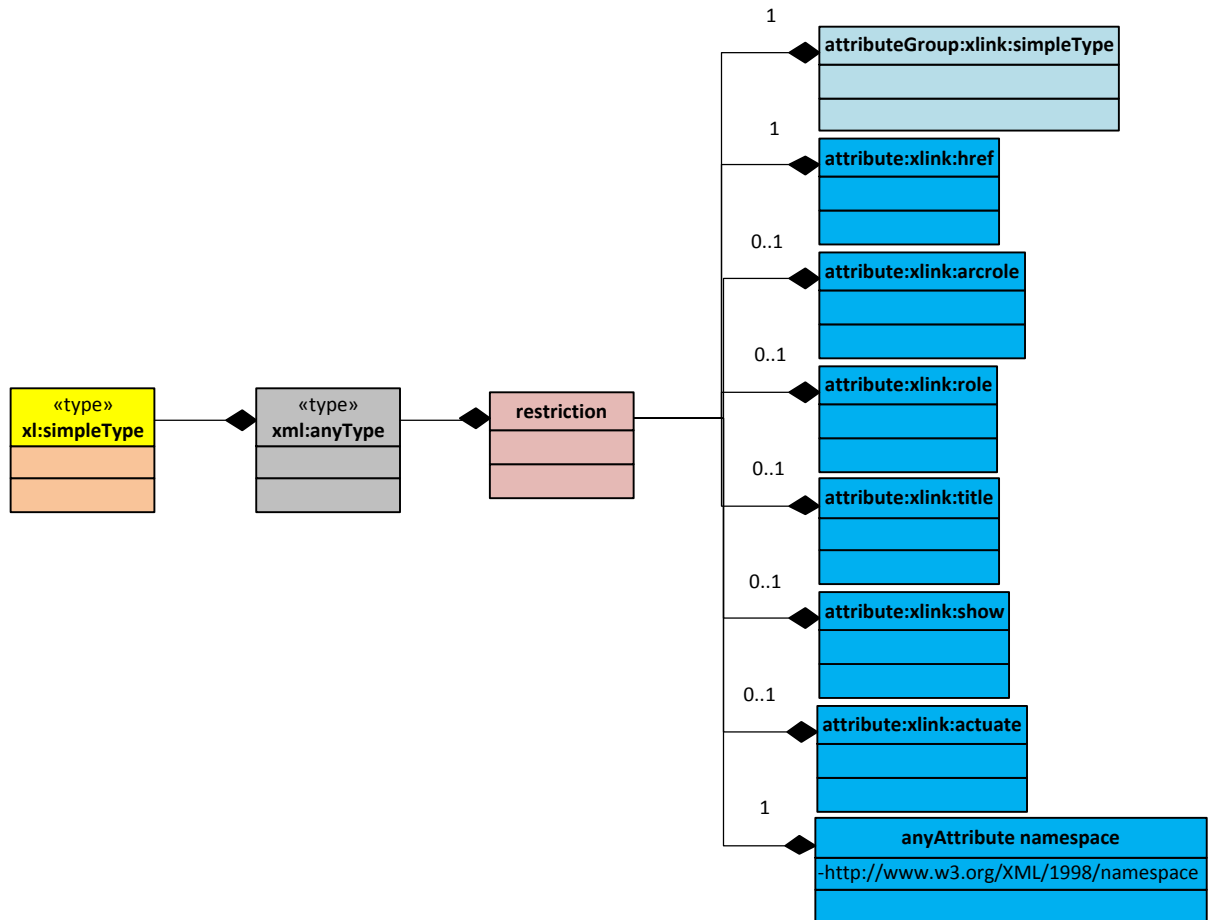 1
attributeGroup:xlink:simpleType
1
attribute:xlink:href
0..1
attribute:xlink:arcrole
0..1
attribute:xlink:role
«type»
xl:simpleType
«type»
xml:anyType
restriction
0..1
attribute:xlink:title
0..1
attribute:xlink:show
0..1
attribute:xlink:actuate
1
anyAttribute namespace
-http://www.w3.org/XML/1998/namespace